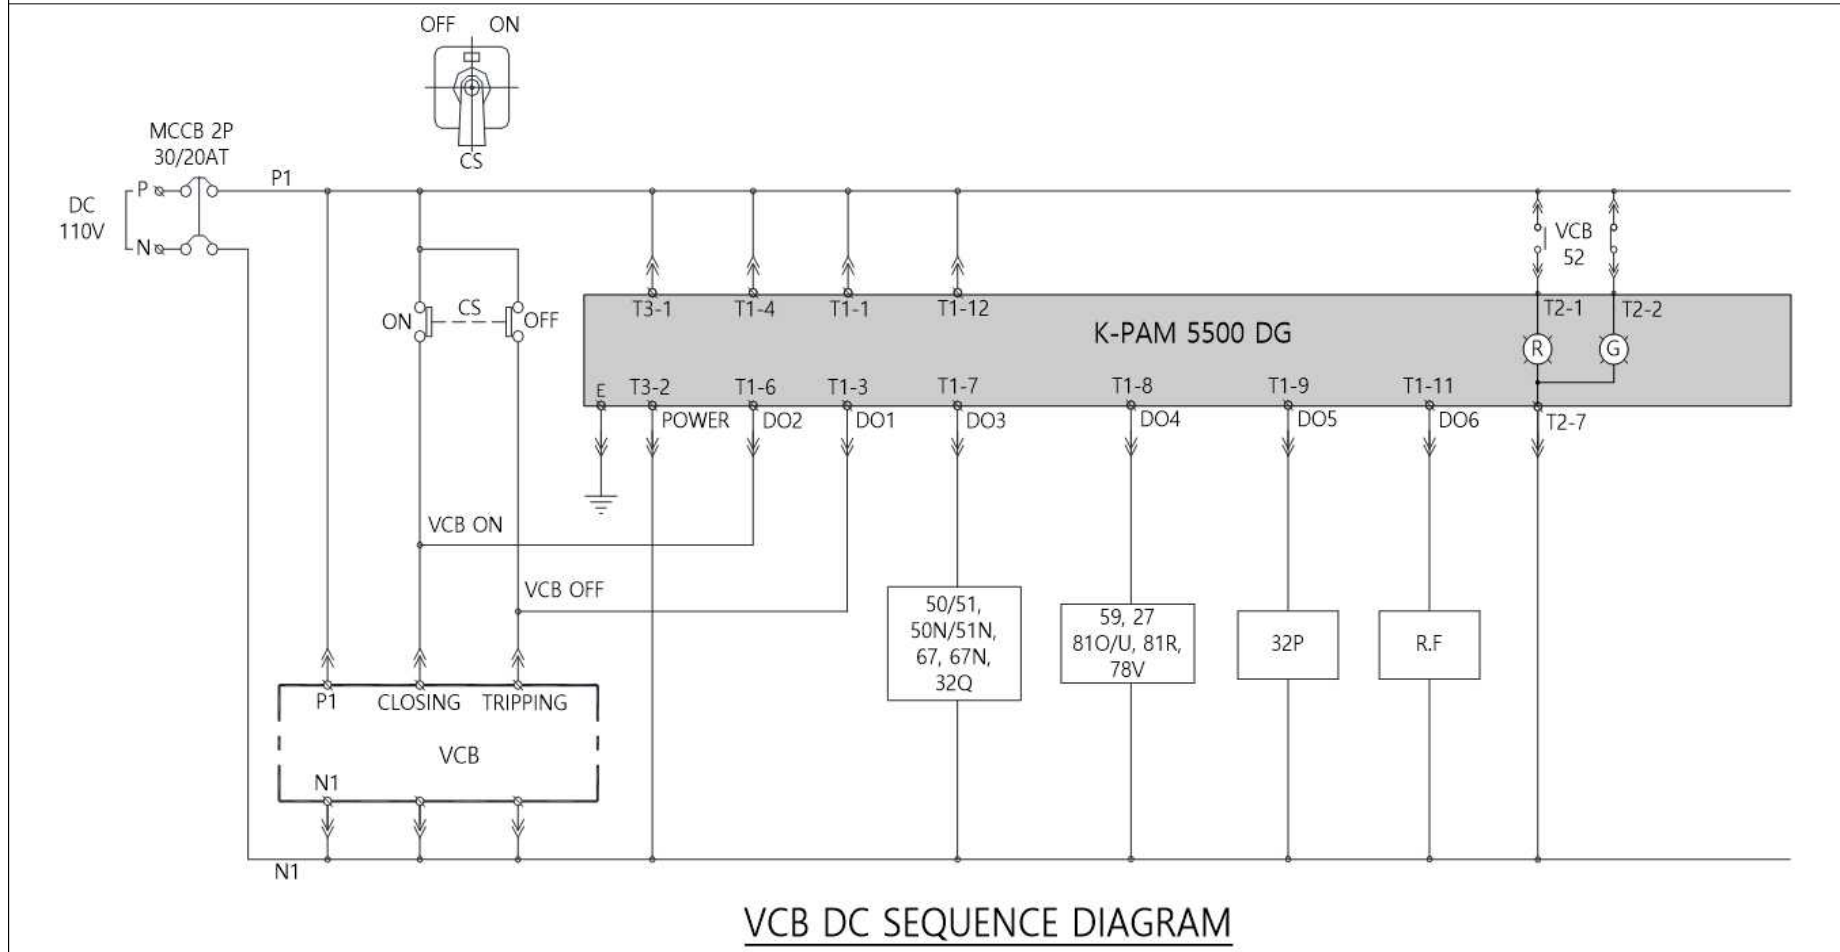 OFF ON
CS
MCCB 2P
30/20AT
P1
P
DC
110V
N
VCB
52
ON CS OFF
T3-1 T1-4 T1-1 T1-12 T2-1 T2-2
K-PAM 5500 DG
R G
E T3-2 T1-6 T1-3 T1-7 T1-8 T1-9 T1-11
POWER DO2 DO1 DO3 DO4 DO5 DO6 T2-7
VCB ON
VCB OFF
50/51,
50N/51N,
67, 67N,
32Q
59, 27
81O/U, 81R,
78V
32P
R.F
P1 CLOSING TRIPPING
VCB
N1
N1
VCB DC SEQUENCE DIAGRAM